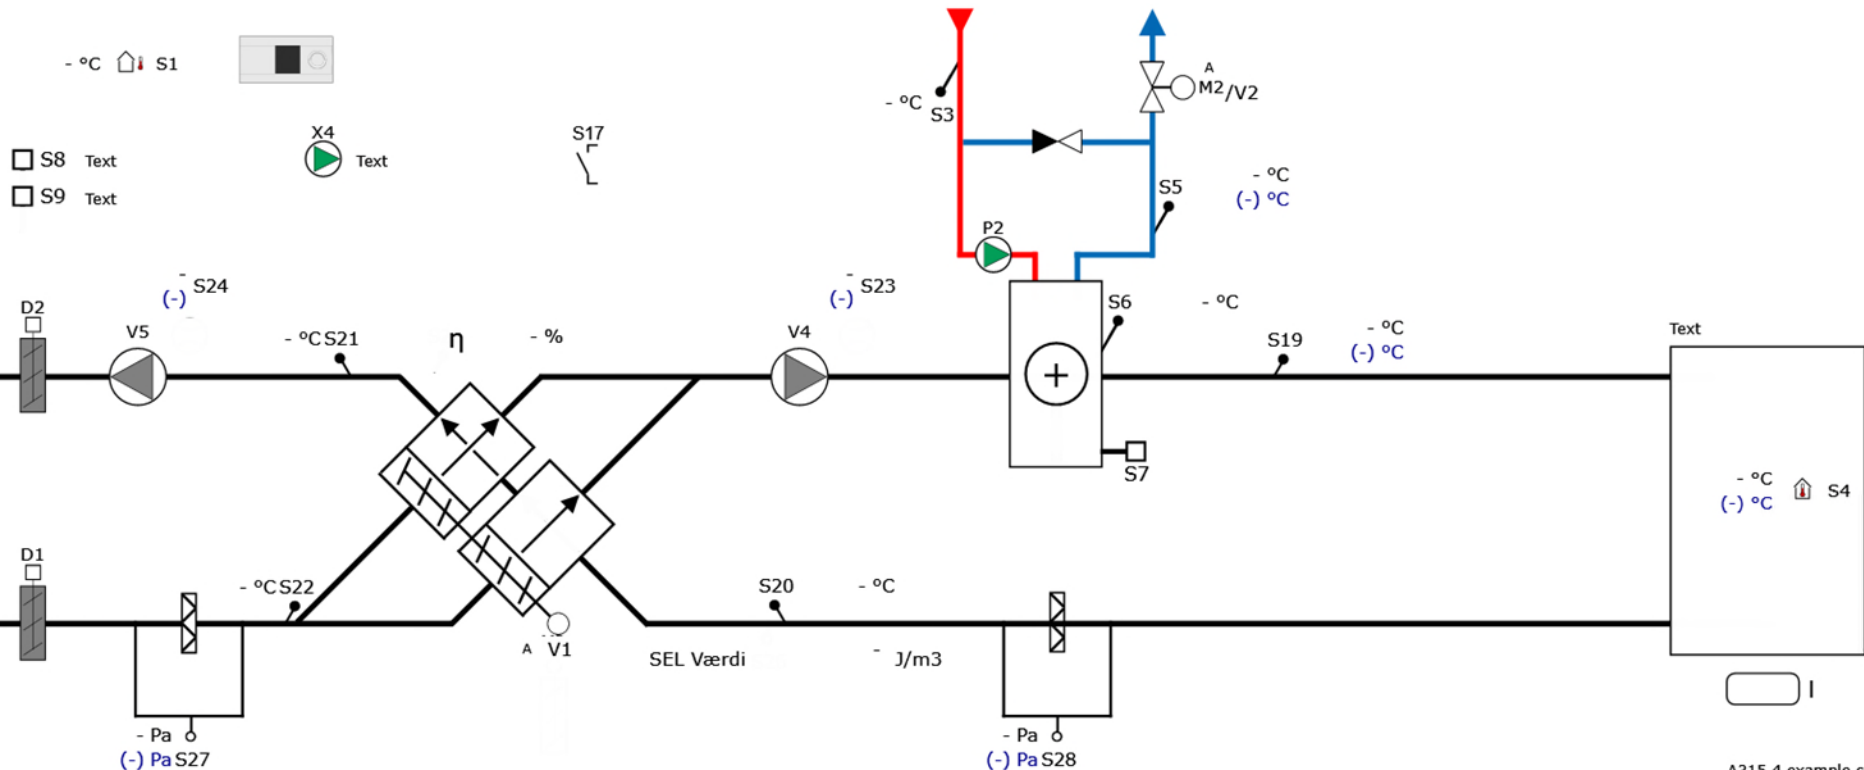 - °C S1
A
M2/V2
- °C
S3
X4
S17
S8 Text
Text
S9 Text
- °C
S5
(-) °C
P2
-
S24
(-)
-
S23
(-)
D2
V5
- °C S21
η
- %
V4
S6
- °C
S19
- °C
(-) °C
Text
+
S7
- °C
(-) °C
S4
D1
- °C S22
S20
- °C
A V1
SEL Værdi
- J/m3
I
- Pa
(-) Pa S27
- Pa
(-) Pa S28